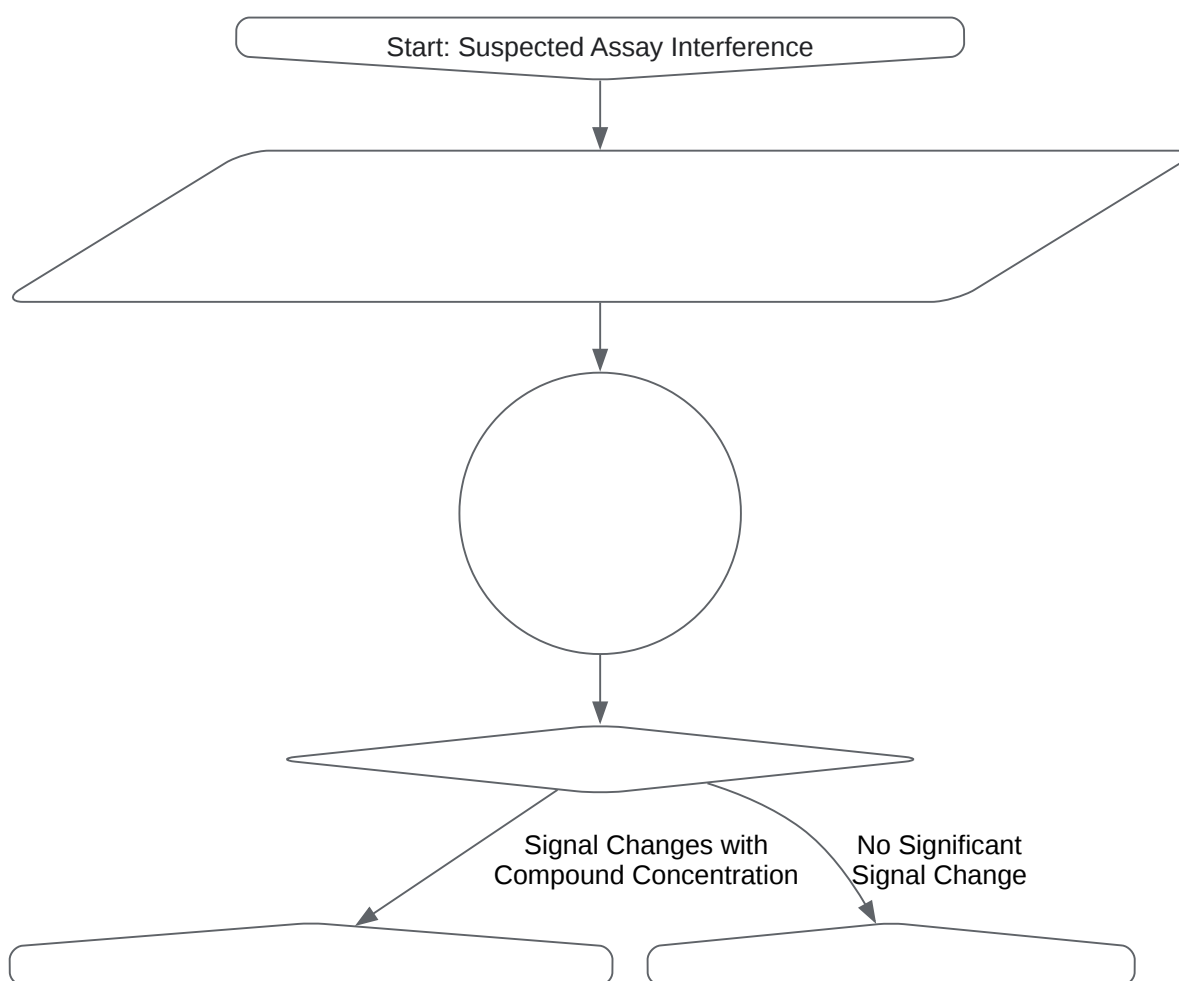 Start: Suspected Assay Interference
Signal Changes with
Compound Concentration
No Significant
Signal Change